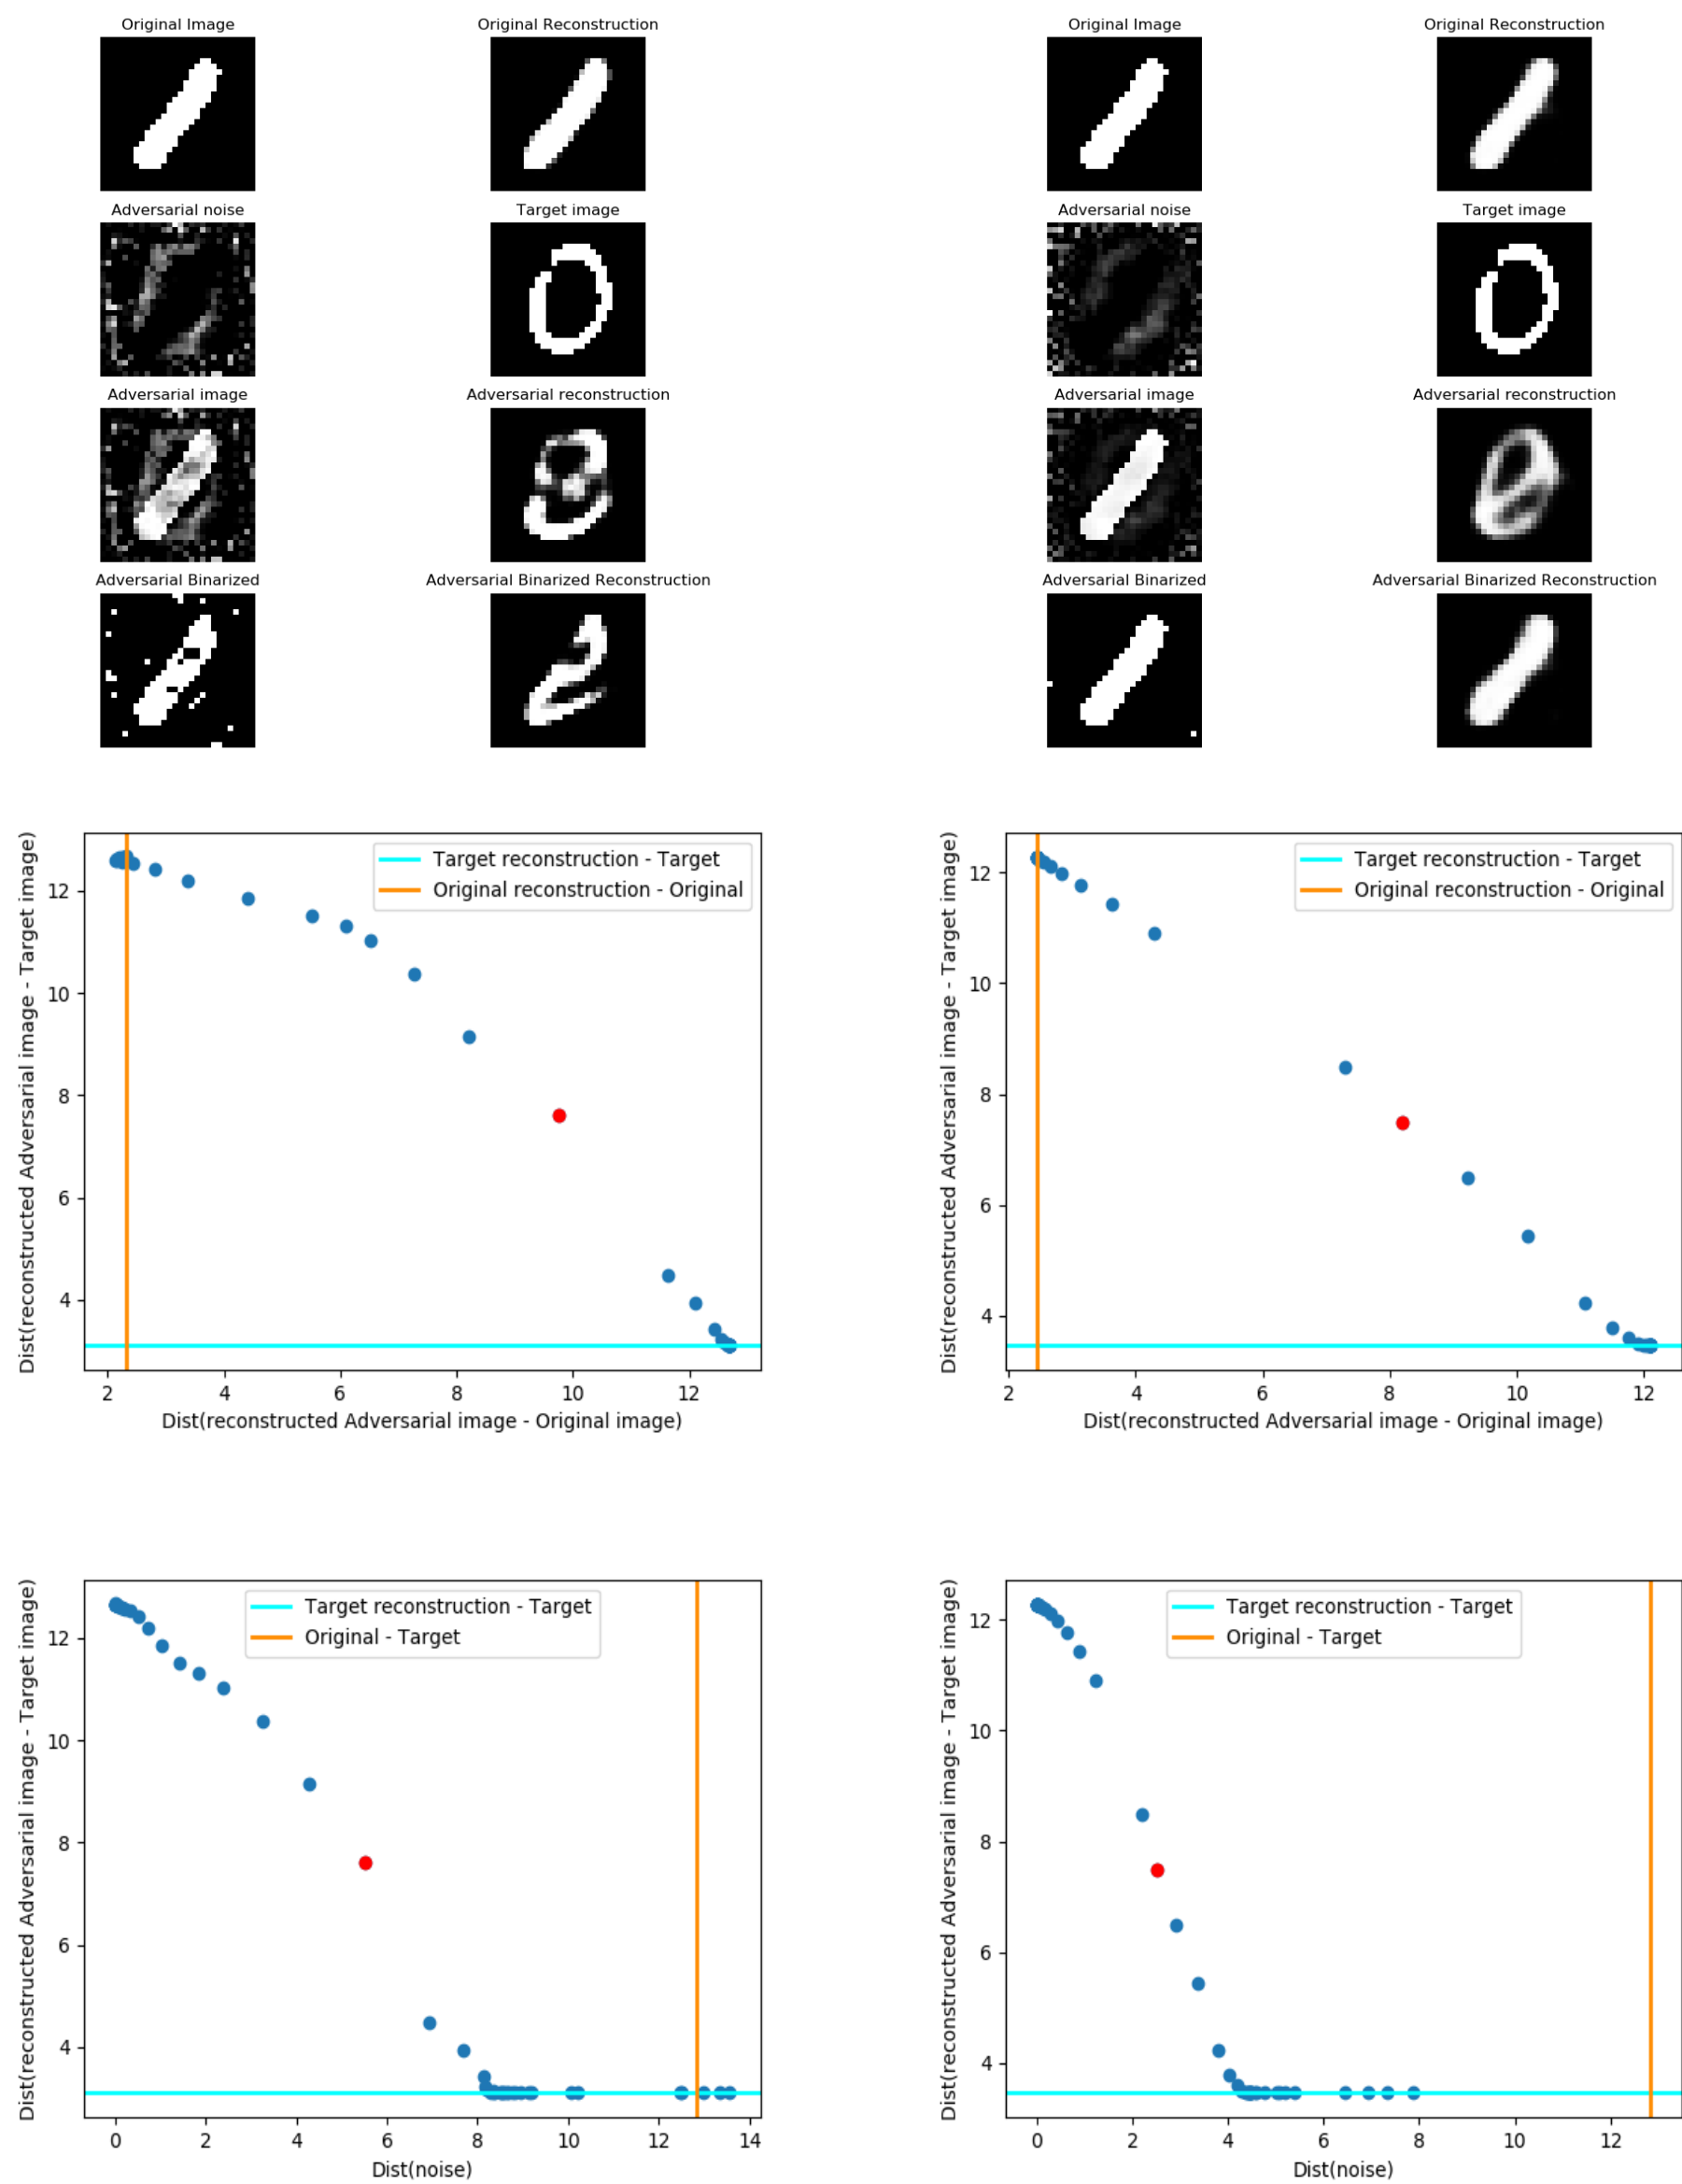 Original Image
Original Reconstruction
Original Image
Original Reconstruction
Adversarial noise
Target image
Adversarial noise
Target image
Adversarial image
Adversarial reconstruction
Adversarial image
Adversarial reconstruction
Adversarial Binarized
Adversarial Binarized Reconstruction
Adversarial Binarized
Adversarial Binarized Reconstruction
Dist(reconstructed Adversarial image - Target image)
12
10
8
6
4
Target reconstruction - Target
Original reconstruction - Original
2 4 6 8 10 12
Dist(reconstructed Adversarial image - Original image)
Dist(reconstructed Adversarial image - Target image)
12
10
8
6
4
Target reconstruction - Target
Original reconstruction - Original
2 4 6 8 10 12
Dist(reconstructed Adversarial image - Original image)
Dist(reconstructed Adversarial image - Target image)
12
10
8
6
4
Target reconstruction - Target
Original - Target
0 2 4 6 8 10 12 14
Dist(noise)
Dist(reconstructed Adversarial image - Target image)
12
10
8
6
4
Target reconstruction - Target
Original - Target
0 2 4 6 8 10 12
Dist(noise)